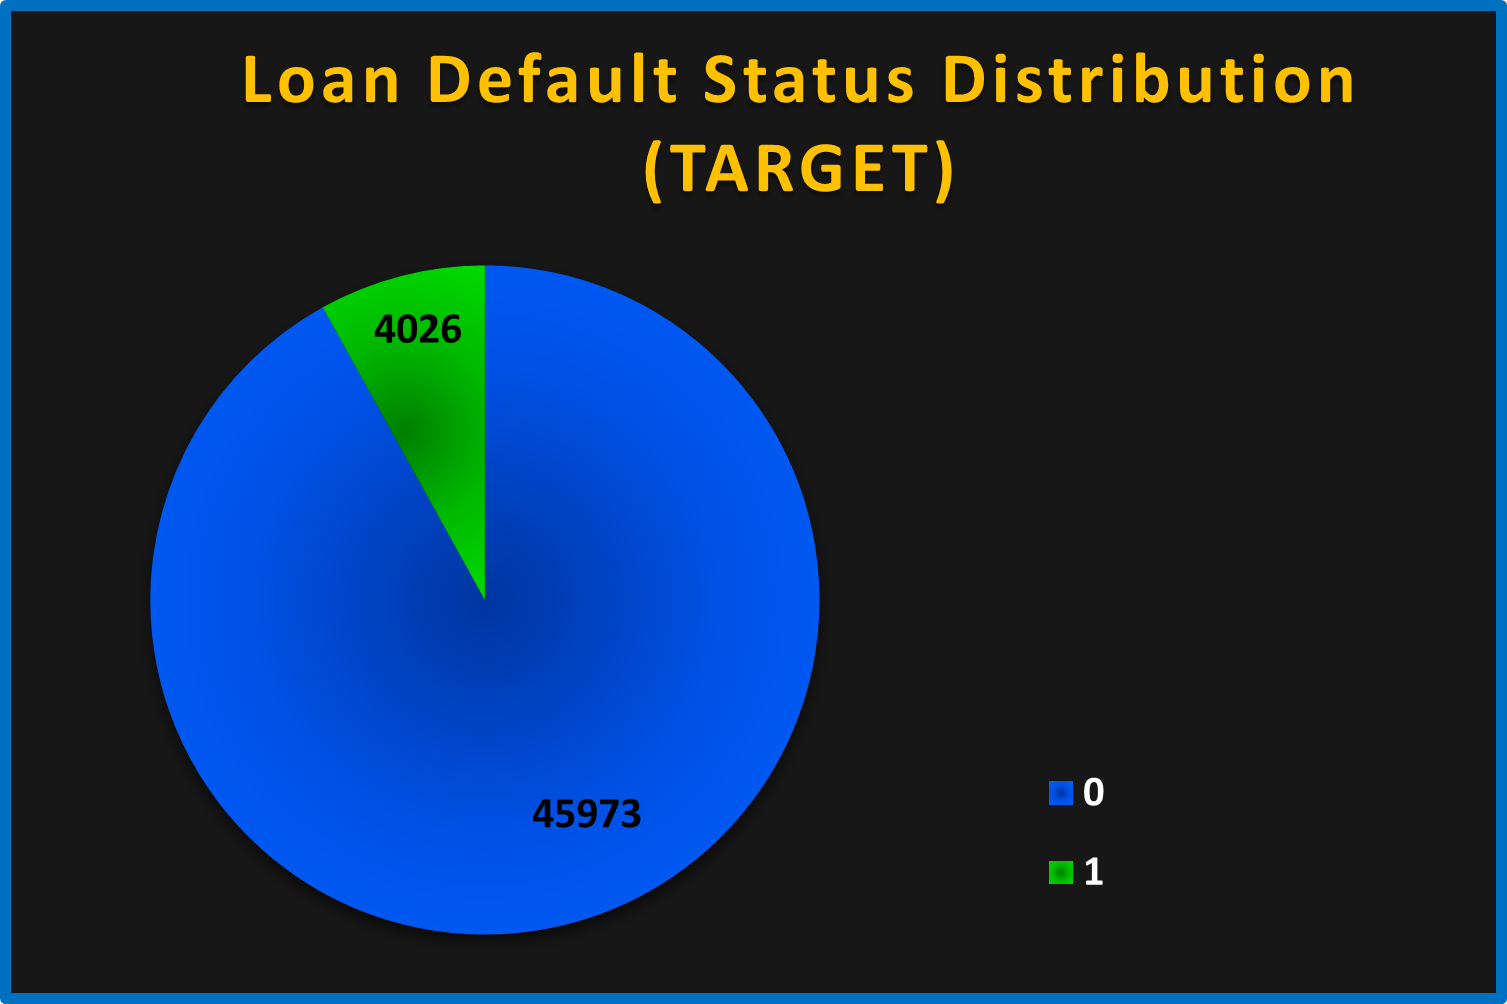 Loan Default Status Distribution
(TARGET)
4026
45973
0
1